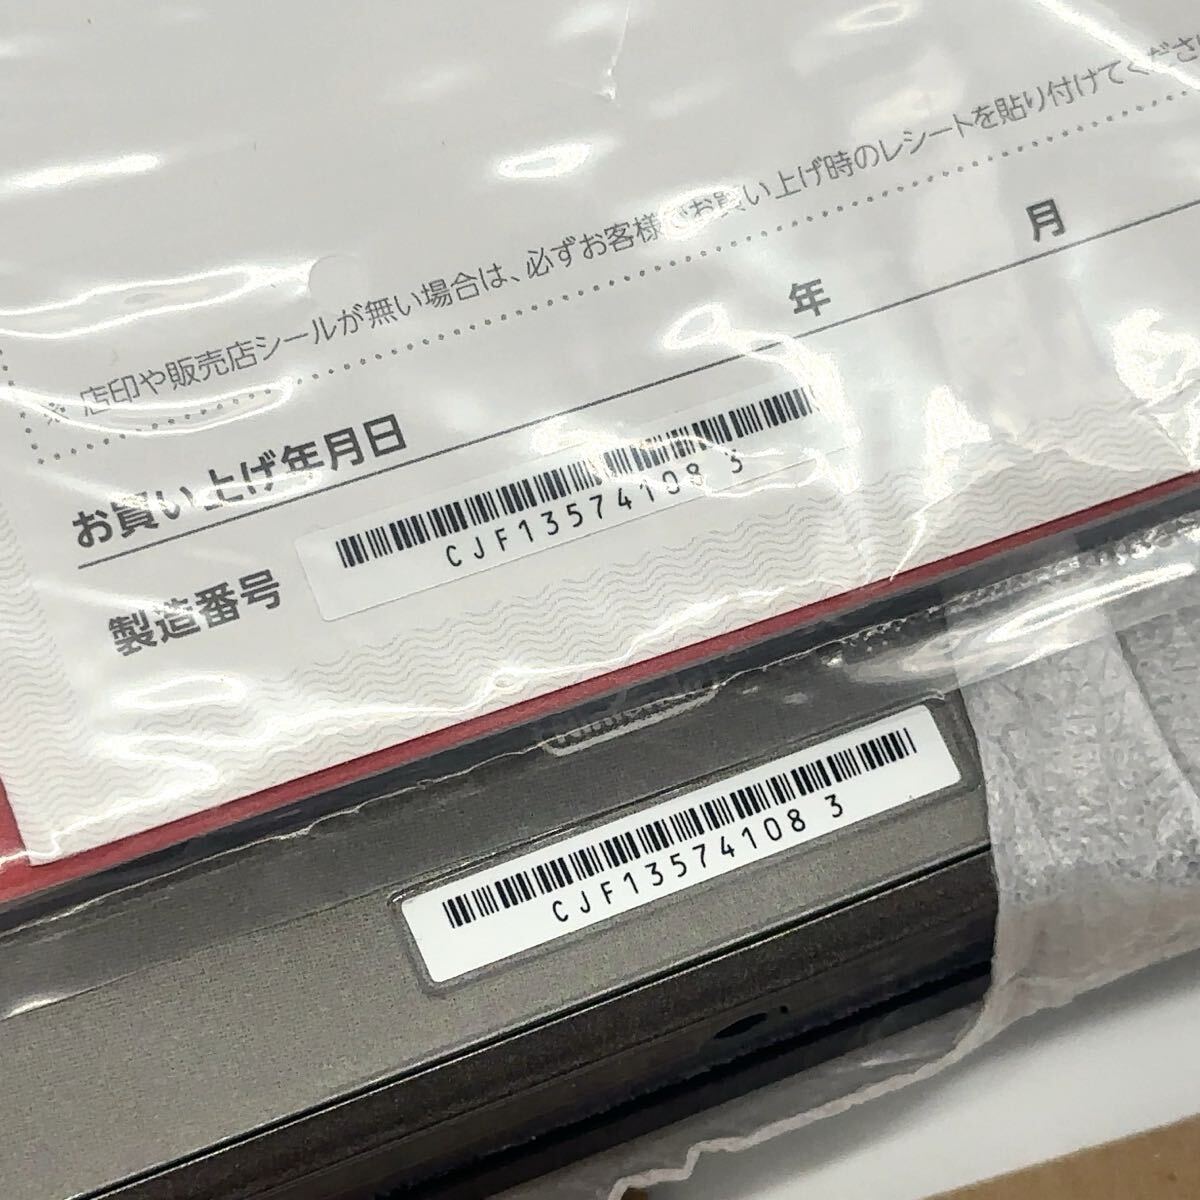 ※ 店印や販売店シールが無い場合は、必ずお客様がお買い上げ時のレシートを貼り付けてくださ
お買い上げ年月日 年 月
製造番号
CJF13574108 3
CJF13574108 3